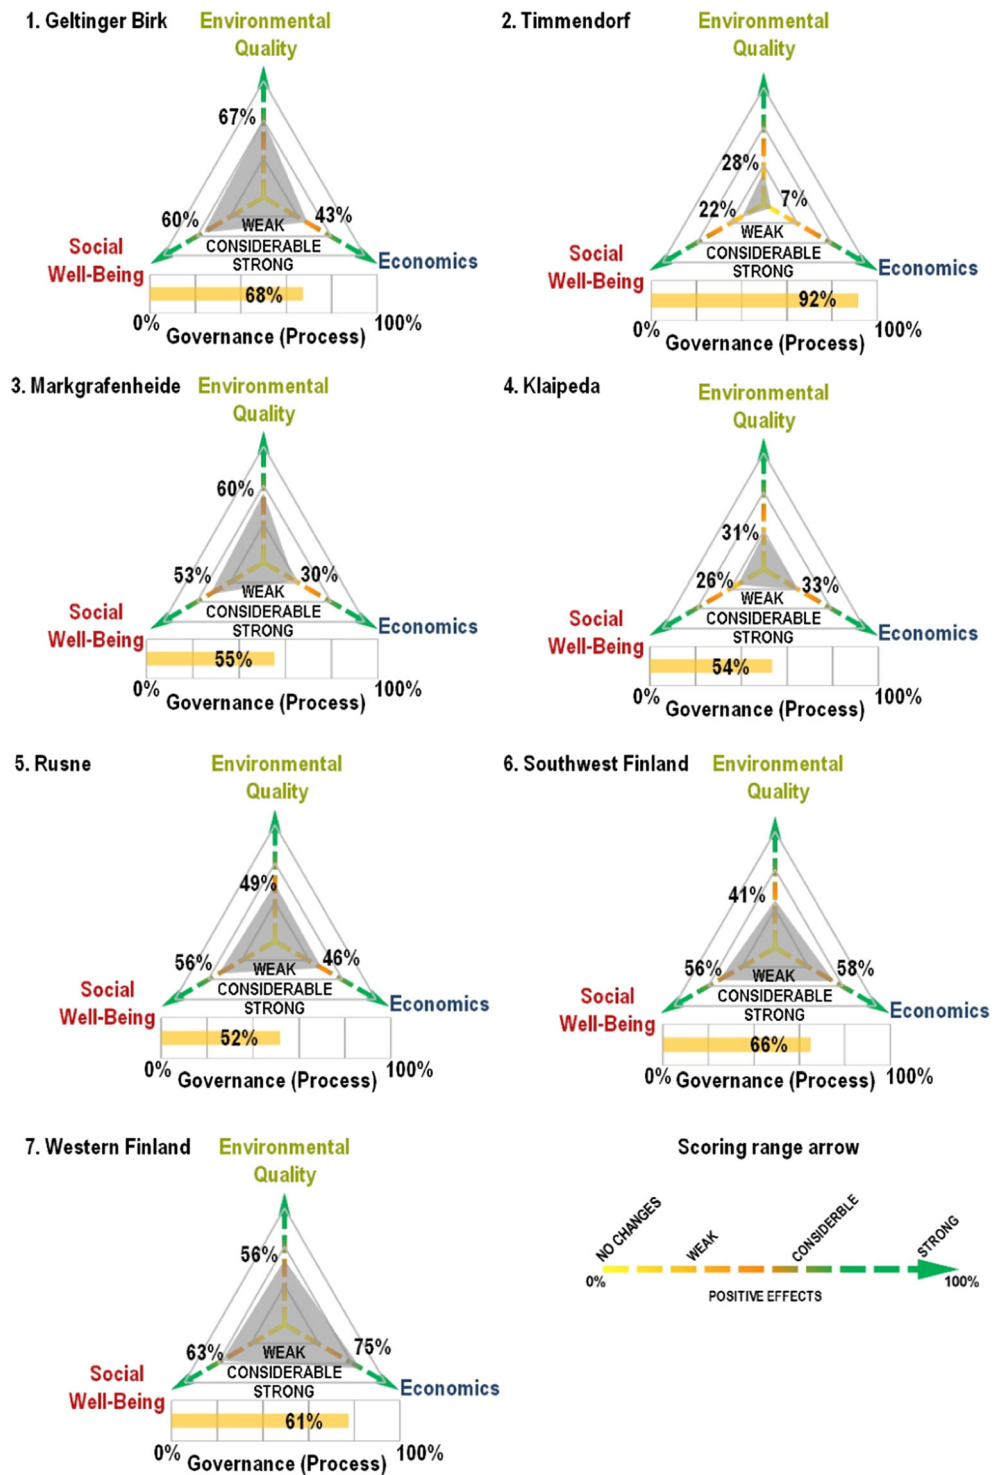 1. Geltinger Birk
Environmental
Quality
67%
60%
43%
WEAK
CONSIDERABLE
STRONG
Social
Well-Being
Economics
68%
0%
100%
Governance (Process)
2. Timmendorf
28%
7%
22%
WEAK
CONSIDERABLE
STRONG
Social
Well-Being
Economics
92%
0%
100%
Governance (Process)
Environmental
Quality
3. Markgrafenheide
Environmental
Quality
60%
53%
30%
WEAK
CONSIDERABLE
STRONG
Social
Well-Being
Economics
55%
0%
100%
Governance (Process)
4. Klaipeda
Environmental
Quality
31%
26%
33%
WEAK
CONSIDERABLE
STRONG
Social
Well-Being
Economics
54%
0%
100%
Governance (Process)
5. Rusne
Environmental
Quality
49%
56%
46%
WEAK
CONSIDERABLE
STRONG
Social
Well-Being
Economics
52%
0%
100%
Governance (Process)
6. Southwest Finland
Environmental
Quality
41%
56%
58%
WEAK
CONSIDERABLE
STRONG
Social
Well-Being
Economics
66%
0%
100%
Governance (Process)
7. Western Finland
Environmental
Quality
56%
63%
75%
WEAK
CONSIDERABLE
STRONG
Social
Well-Being
Economics
61%
0%
100%
Governance (Process)
Scoring range arrow
NO CHANGES
WEAK
CONSIDERBLE
STRONG
0%
100%
POSITIVE EFFECTS